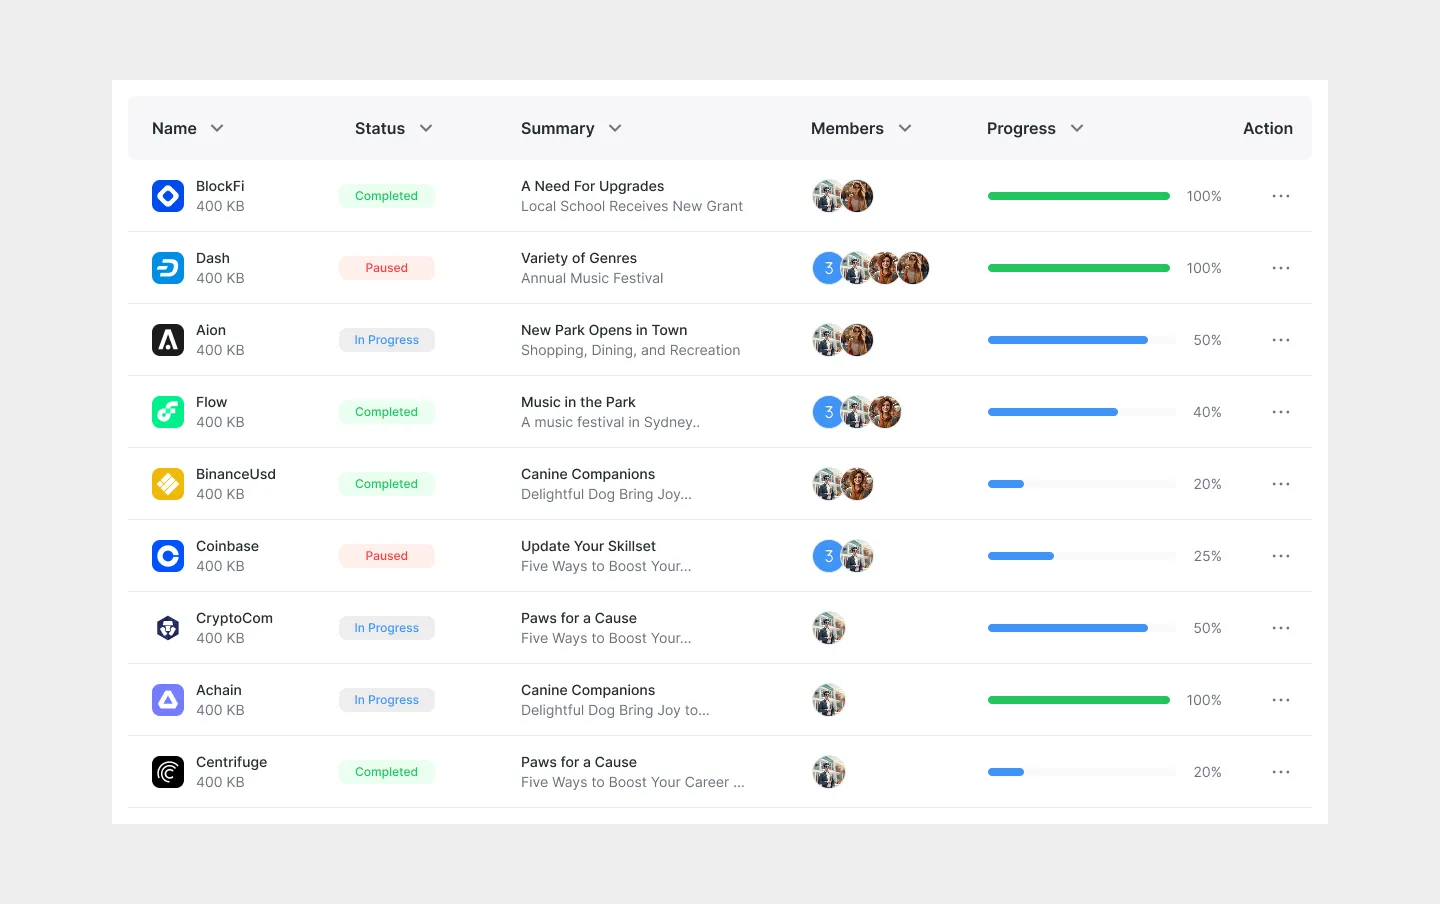 Name Status Summary Members Progress Action
BlockFi
400 KB
Completed
A Need For Upgrades
Local School Receives New Grant
100%
Dash
400 KB
Paused
Variety of Genres
Annual Music Festival
3
100%
Aion
400 KB
In Progress
New Park Opens in Town
Shopping, Dining, and Recreation
50%
Flow
400 KB
Completed
Music in the Park
A music festival in Sydney..
3
40%
BinanceUsd
400 KB
Completed
Canine Companions
Delightful Dog Bring Joy...
20%
Coinbase
400 KB
Paused
Update Your Skillset
Five Ways to Boost Your...
3
25%
CryptoCom
400 KB
In Progress
Paws for a Cause
Five Ways to Boost Your...
50%
Achain
400 KB
In Progress
Canine Companions
Delightful Dog Bring Joy to...
100%
Centrifuge
400 KB
Completed
Paws for a Cause
Five Ways to Boost Your Career ...
20%